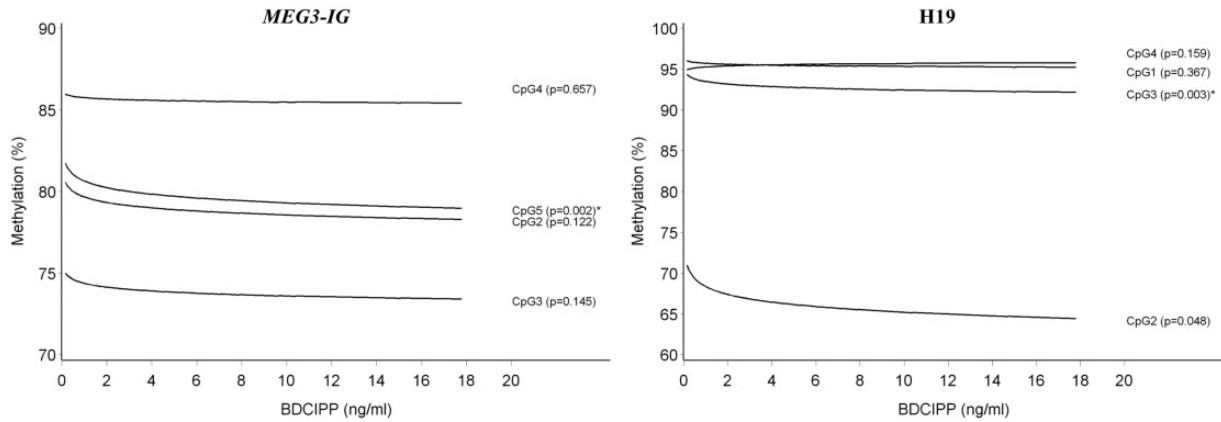 MEG3-IG
90
85
80
75
70
Methylation (%)
CpG4 (p=0.657)
CpG5 (p=0.002)*
CpG2 (p=0.122)
CpG3 (p=0.145)
0 2 4 6 8 10 12 14 16 18 20
BDCIPP (ng/ml)
H19
100
95
90
85
80
75
70
65
60
Methylation (%)
CpG4 (p=0.159)
CpG1 (p=0.367)
CpG3 (p=0.003)*
CpG2 (p=0.048)
0 2 4 6 8 10 12 14 16 18 20
BDCIPP (ng/ml)